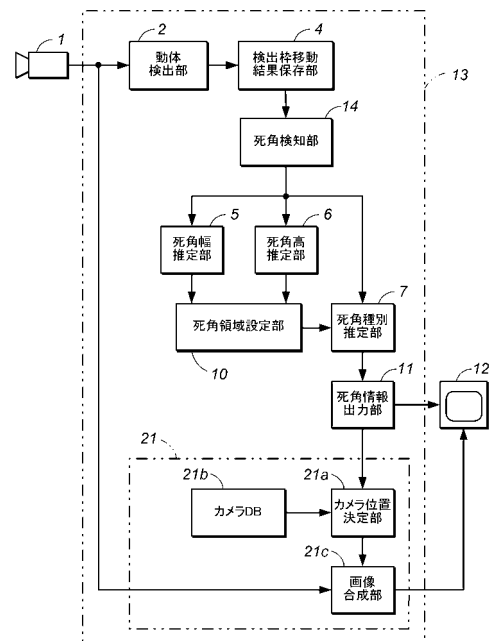 1
2
動体
検出部
4
検出枠移動
結果保存部
13
14
死角検知部
5
死角幅
推定部
6
死角高
推定部
7
死角種別
推定部
死角領域設定部
10
11
死角情報
出力部
12
21
21b
カメラDB
21a
カメラ位置
決定部
21c
画像
合成部